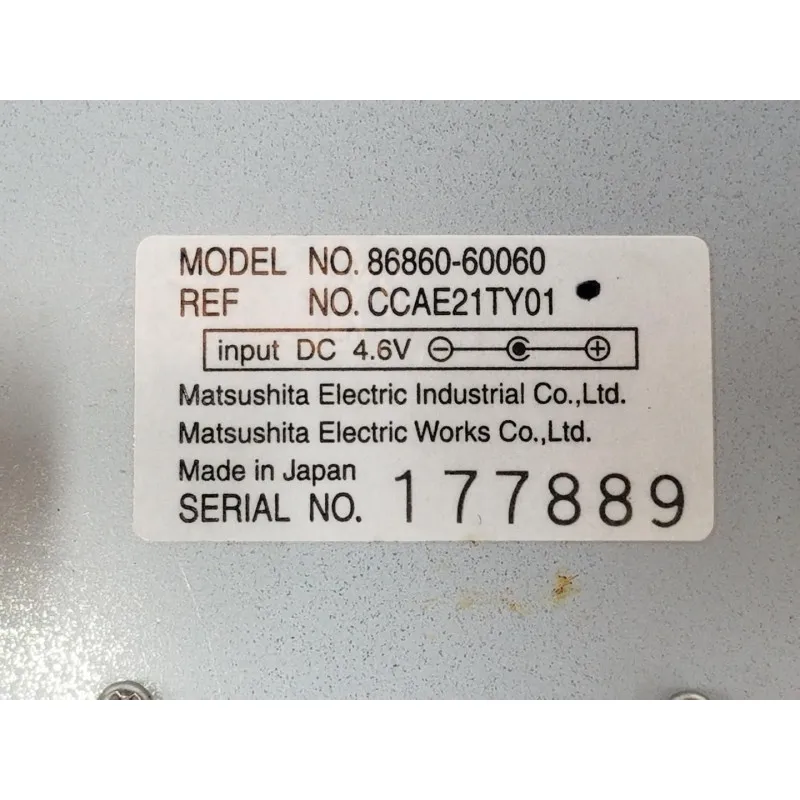 MODEL NO. 86860-60060
REF NO. CCAE21TY01
input DC 4.6V
Matsushita Electric Industrial Co.,Ltd.
Matsushita Electric Works Co.,Ltd.
Made in Japan
SERIAL NO. 177889